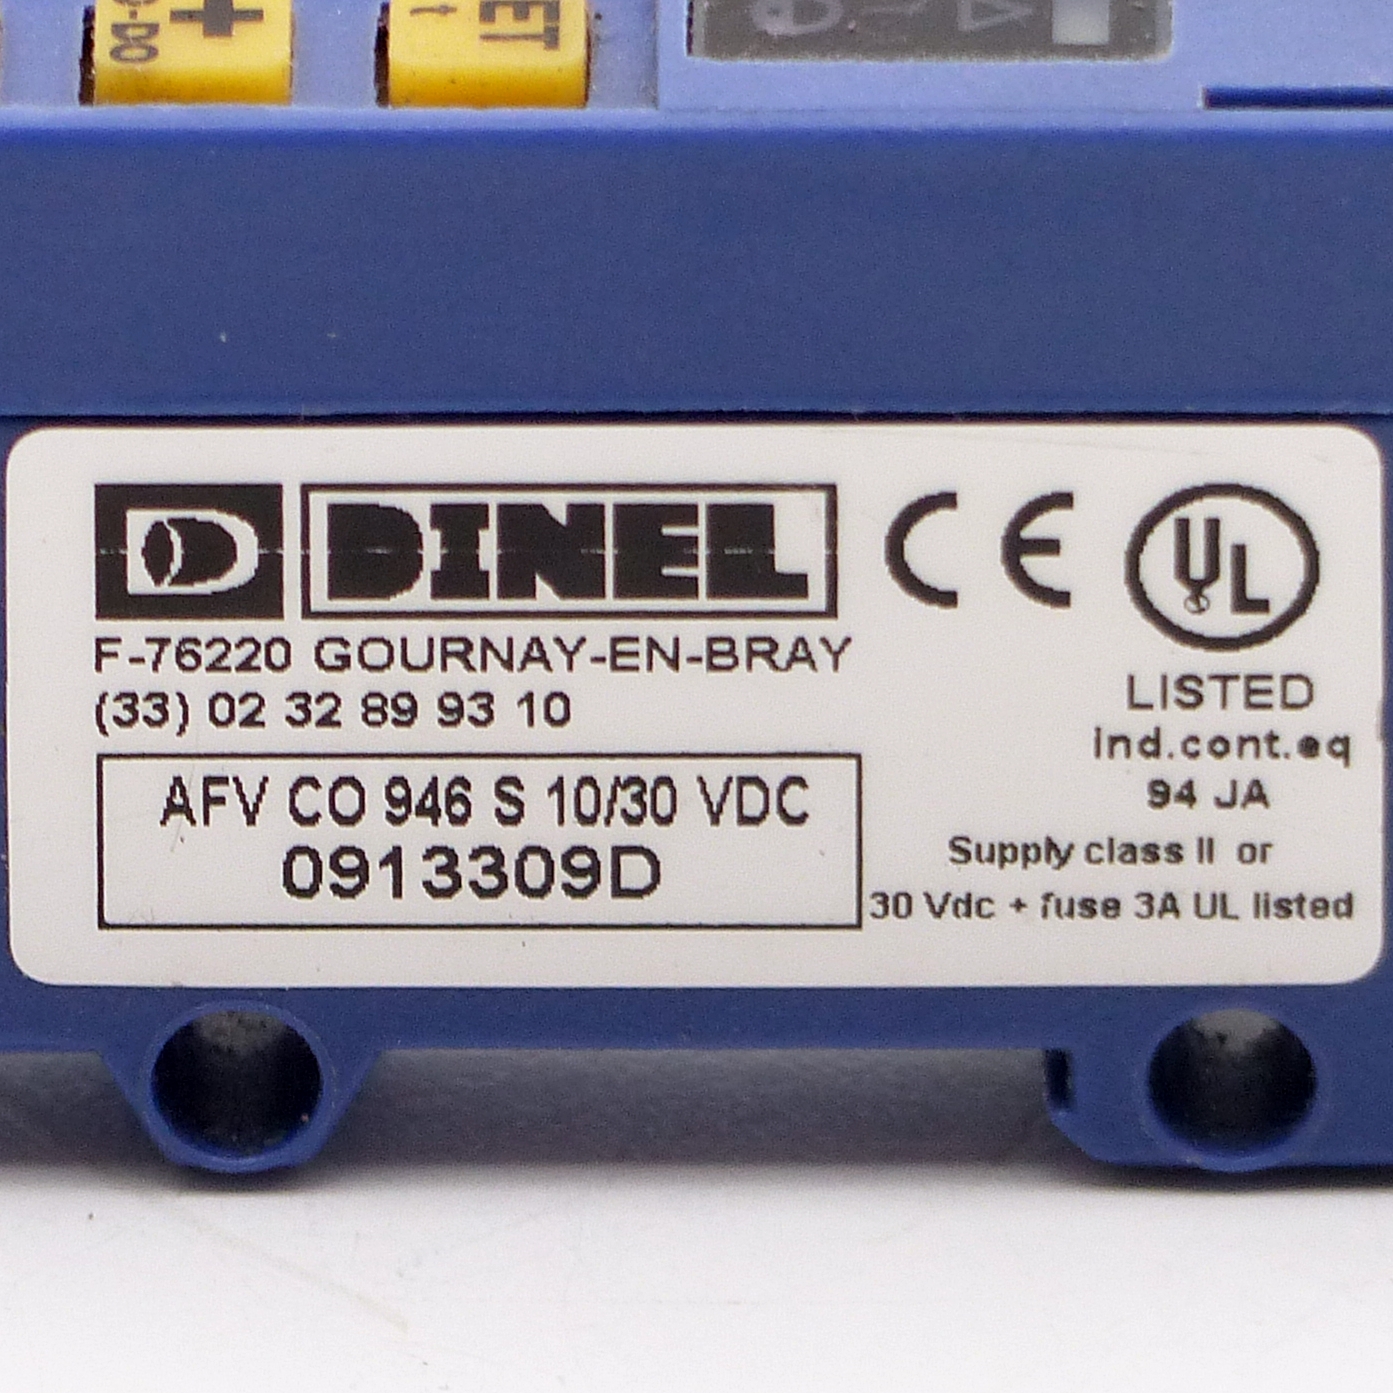 DINEL
CE
UL
F-76220 GOURNAY-EN-BRAY
(33) 02 32 89 93 10
LISTED
Ind.cont.eq
94 JA
AFV CO 946 S 10/30 VDC
0913309D
Supply class II or
30 Vdc + fuse 3A UL listed